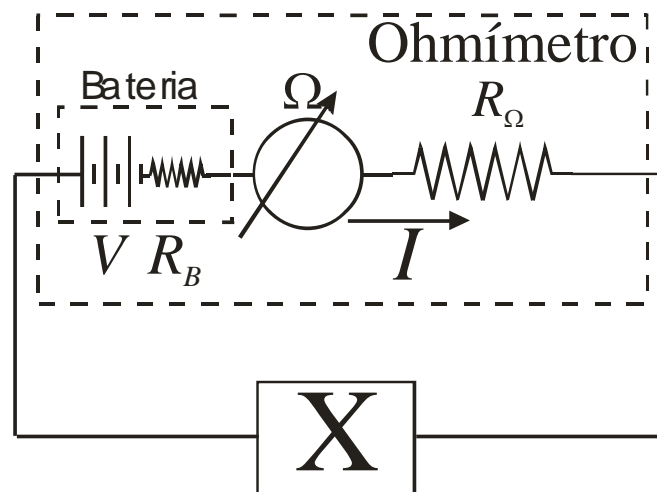 Ohmímetro
Bateria
Ω
R_Ω
V R_B
I
X